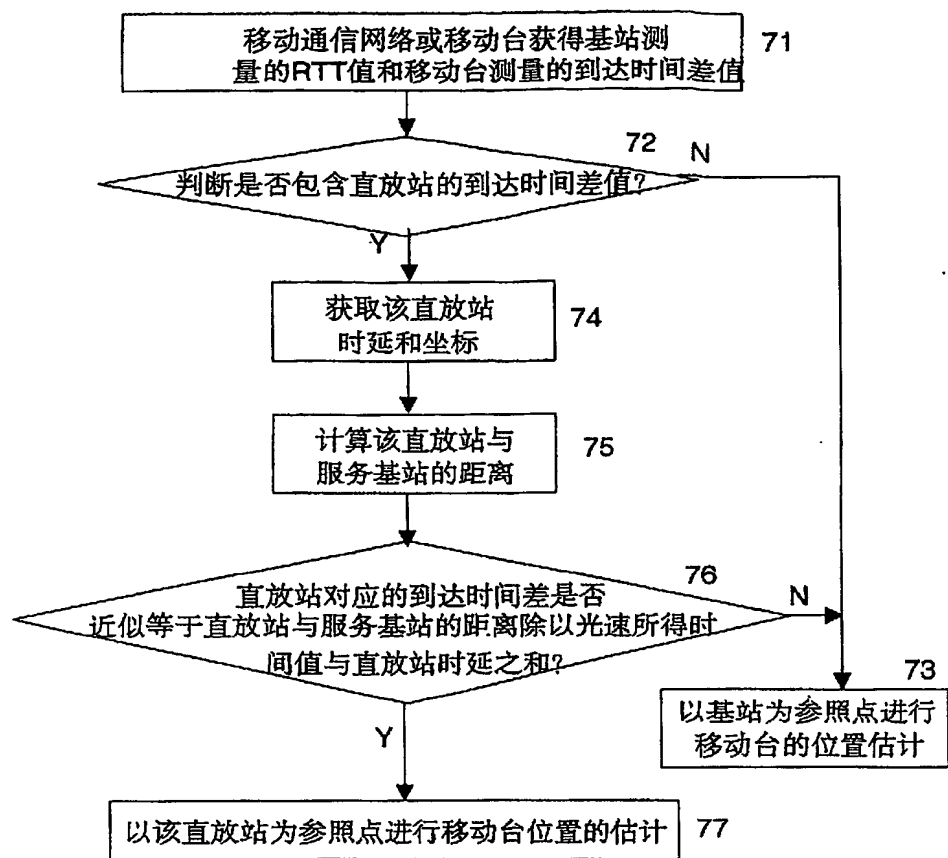 移动通信网络或移动台获得基站测
量的RTT值和移动台测量的到达时间差值
71
72
N
判断是否包含直放站的到达时间差值?
Y
获取该直放站
时延和坐标
74
计算该直放站与
服务基站的距离
75
76
直放站对应的到达时间差是否
近似等于直放站与服务基站的距离除以光速所得时
间值与直放站时延之和?
N
73
以基站为参照点进行
移动台的位置估计
Y
以该直放站为参照点进行移动台位置的估计
77